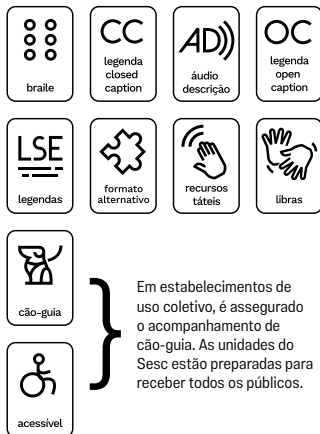 braile
CC
legenda
closed
caption
AD
áudio
descrição
OC
legenda
open
caption
LSE
legendas
formato
alternativo
recursos
táteis
libras
cão-guia
acessível
Em estabelecimentos de
uso coletivo, é assegurado
o acompanhamento de
cão-guia. As unidades do
Sesc estão preparadas para
receber todos os públicos.